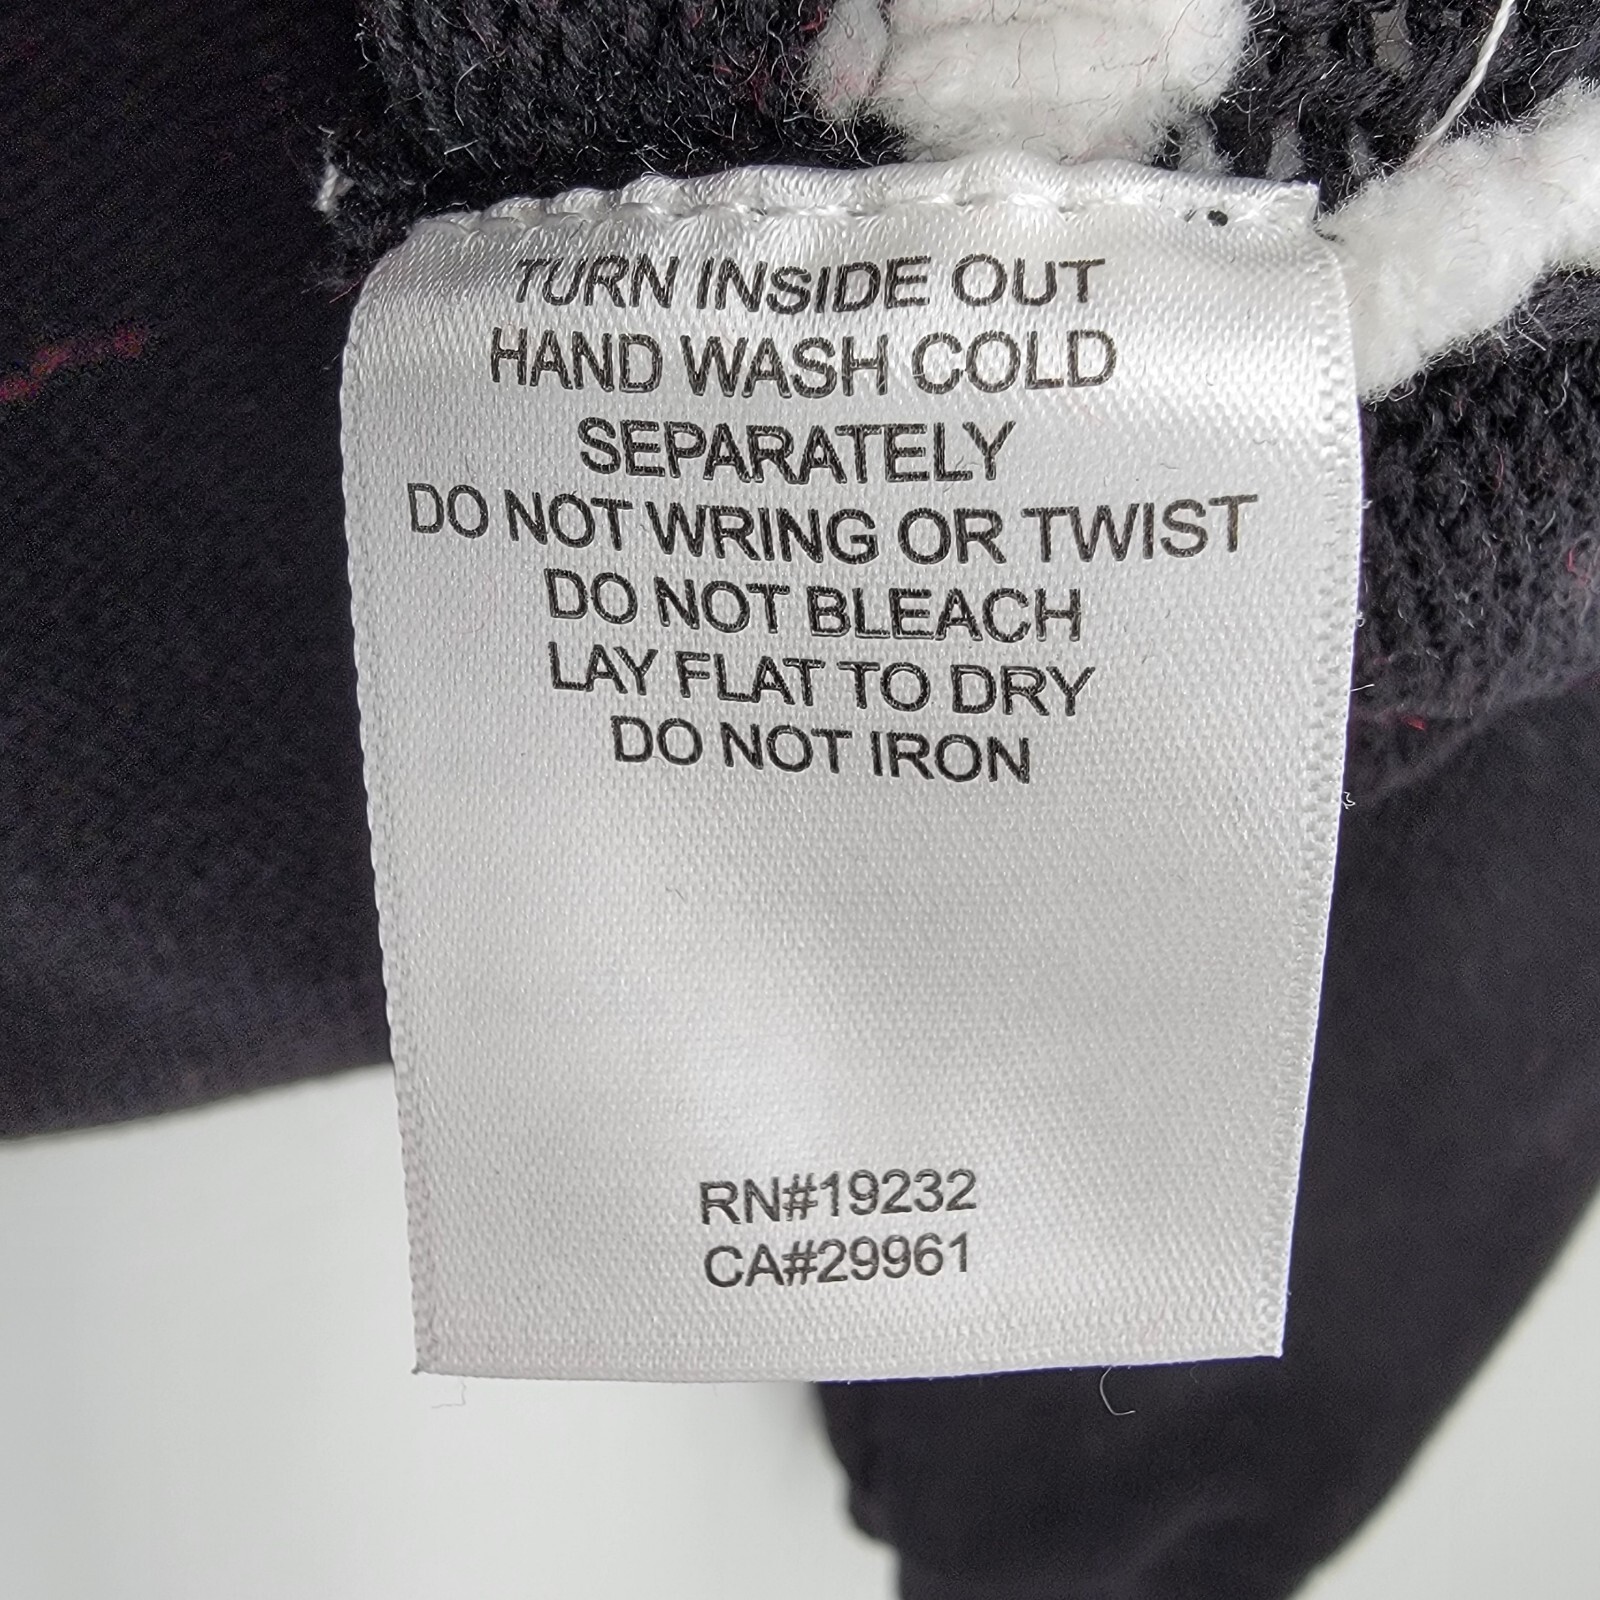 TURN INSIDE OUT
HAND WASH COLD
SEPARATELY
DO NOT WRING OR TWIST
DO NOT BLEACH
LAY FLAT TO DRY
DO NOT IRON
RN#19232
CA#29961